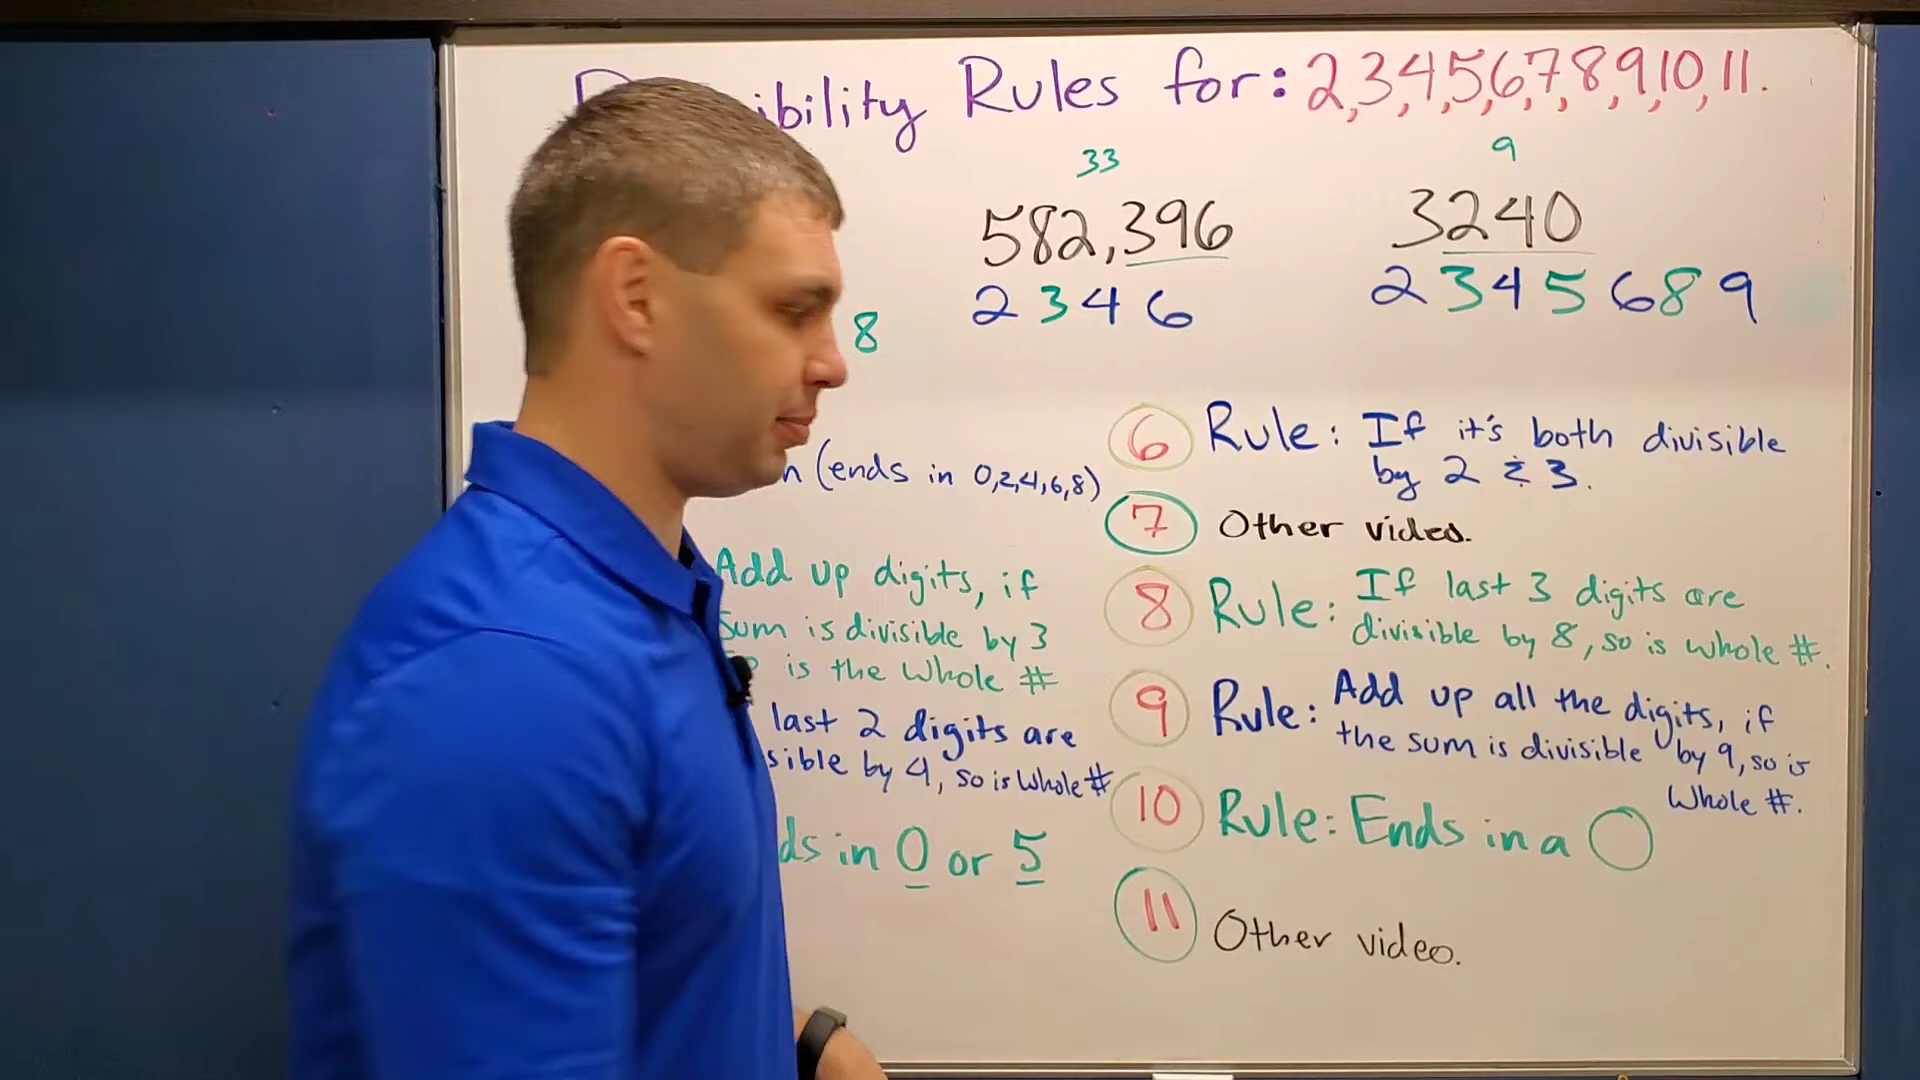 Rules for: 2,3,4,5,6,7,8,9,10,11.
33
9
582,396
3240
2 3 4 6
2 3 4 5 6 8 9
8
(ends in 0,2,4,6,8)
Add up digits, if
sum is divisible by 3
is the whole #
last 2 digits are
by 4, so is whole #
in 0 or 5
6 Rule: If it's both divisible
by 2 & 3.
7 Other video.
8 Rule: If last 3 digits are
divisible by 8, so is whole #.
9 Rule: Add up all the digits, if
the sum is divisible by 9, so is
Whole #.
10 Rule: Ends in a 0
11 Other video.